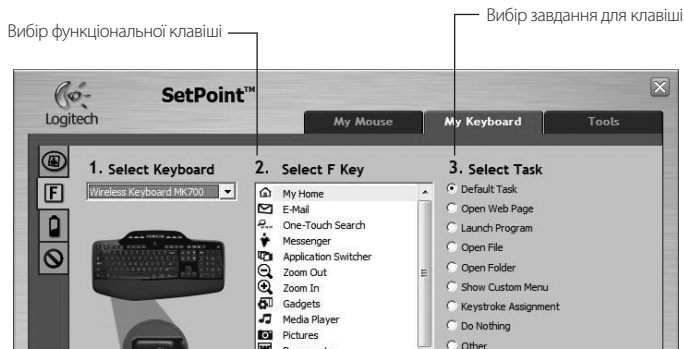 Вибір завдання для клавіші
Вибір функціональної клавіші
SetPoint™
Logitech
My Mouse
My Keyboard
Tools
1. Select Keyboard
2. Select F Key
3. Select Task
Wireless Keyboard MK700
My Home
E-Mail
One-Touch Search
Messenger
Application Switcher
Zoom Out
Zoom In
Gadgets
Media Player
Pictures
Default Task
Open Web Page
Launch Program
Open File
Open Folder
Show Custom Menu
Keystroke Assignment
Do Nothing
Other
F